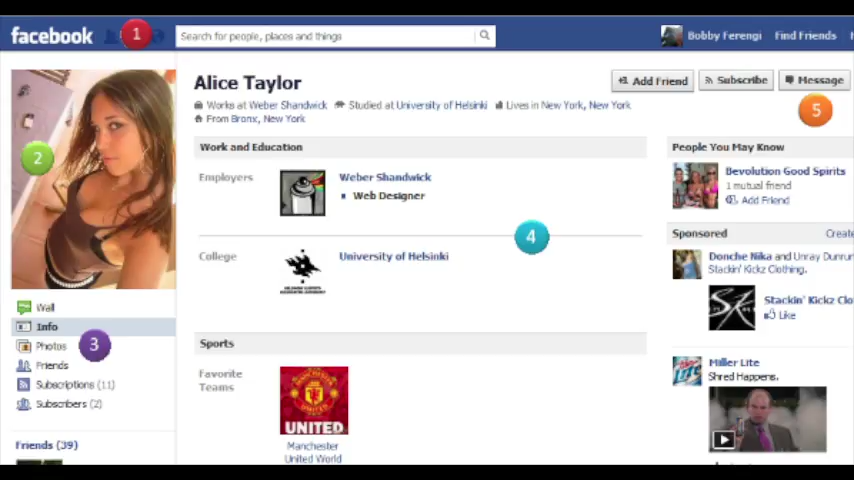 facebook
1
Search for people, places and things
Bobby Ferengi
Find Friends
Alice Taylor
Add Friend
Subscribe
Message
Works at Weber Shandwick
Studied at University of Helsinki
Lives in New York, New York
From Bronx, New York
5
2
Work and Education
Employers
Weber Shandwick
Web Designer
4
College
University of Helsinki
Sports
Favorite
Teams
UNITED
Manchester
United World
Wall
Info
Photos
3
Friends
Subscriptions (11)
Subscribers (2)
Friends (39)
People You May Know
Bevolution Good Spirits
1 mutual friend
Add Friend
Sponsored
Create
Donche Nika and Unray Dunrun
Stackin' Kickz Clothing.
Stackin' Kickz Clo
Like
Miller Lite
Shred Happens.